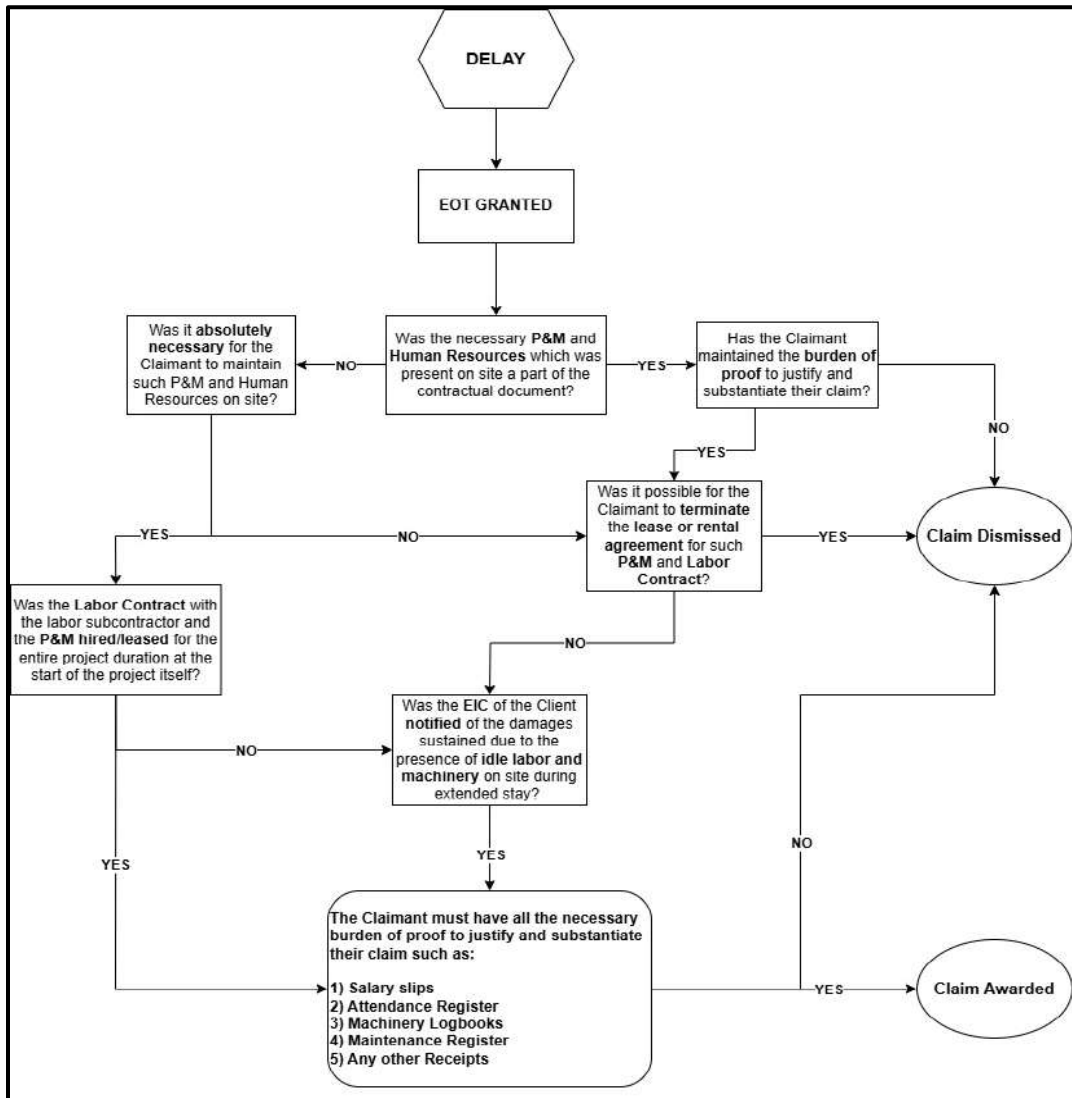 DELAY
EOT GRANTED
Was it absolutely
necessary for the
Claimant to maintain
such P&M and Human
Resources on site?
NO
Was the necessary P&M and
Human Resources which was
present on site a part of the
contractual document?
YES
Has the Claimant
maintained the burden of
proof to justify and
substantiate their claim?
NO
YES
Was it possible for the
Claimant to terminate
the lease or rental
agreement for such
P&M and Labor
Contract?
YES
Claim Dismissed
YES
NO
Was the Labor Contract with
the labor subcontractor and
the P&M hired/leased for the
entire project duration at the
start of the project itself?
NO
Was the EIC of the Client
notified of the damages
sustained due to the
presence of idle labor and
machinery on site during
extended stay?
NO
YES
YES
NO
The Claimant must have all the necessary
burden of proof to justify and substantiate
their claim such as:
1) Salary slips
2) Attendance Register
3) Machinery Logbooks
4) Maintenance Register
5) Any other Receipts
YES
Claim Awarded